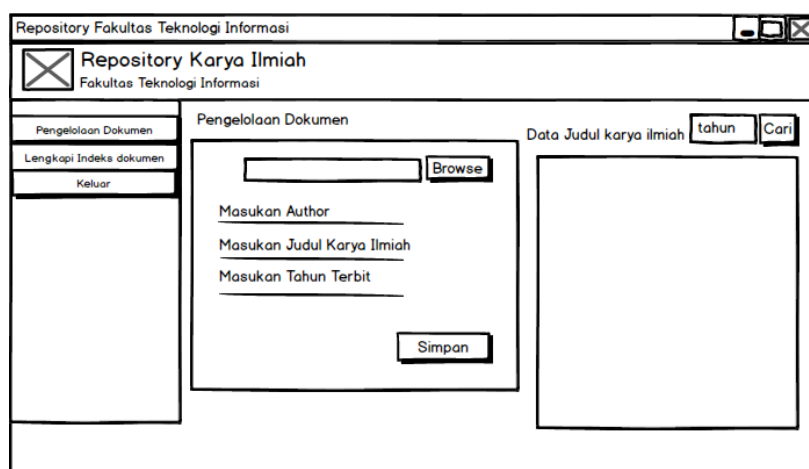 Repository Fakultas Teknologi Informasi
Repository Karya Ilmiah
Fakultas Teknologi Informasi
Pengelolaan Dokumen
Lengkapi Indeks dokumen
Keluar
Pengelolaan Dokumen
Browse
Masukan Author
Masukan Judul Karya Ilmiah
Masukan Tahun Terbit
Simpan
Data Judul karya ilmiah tahun Cari